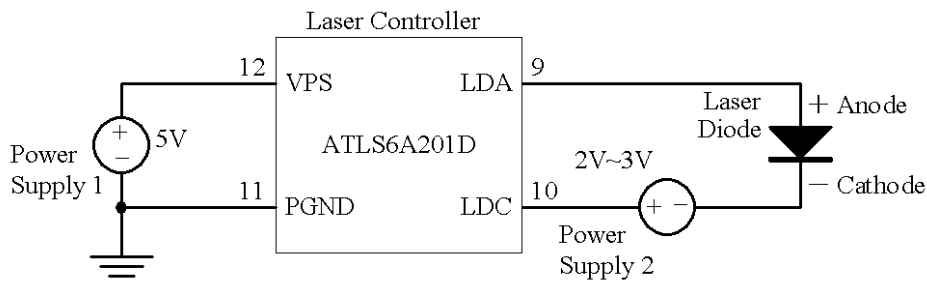 Laser Controller
12
VPS
LDA
9
5V
+
−
Power
Supply 1
ATLS6A201D
Laser
Diode
+ Anode
− Cathode
2V~3V
11
PGND
LDC
10
+ −
Power
Supply 2